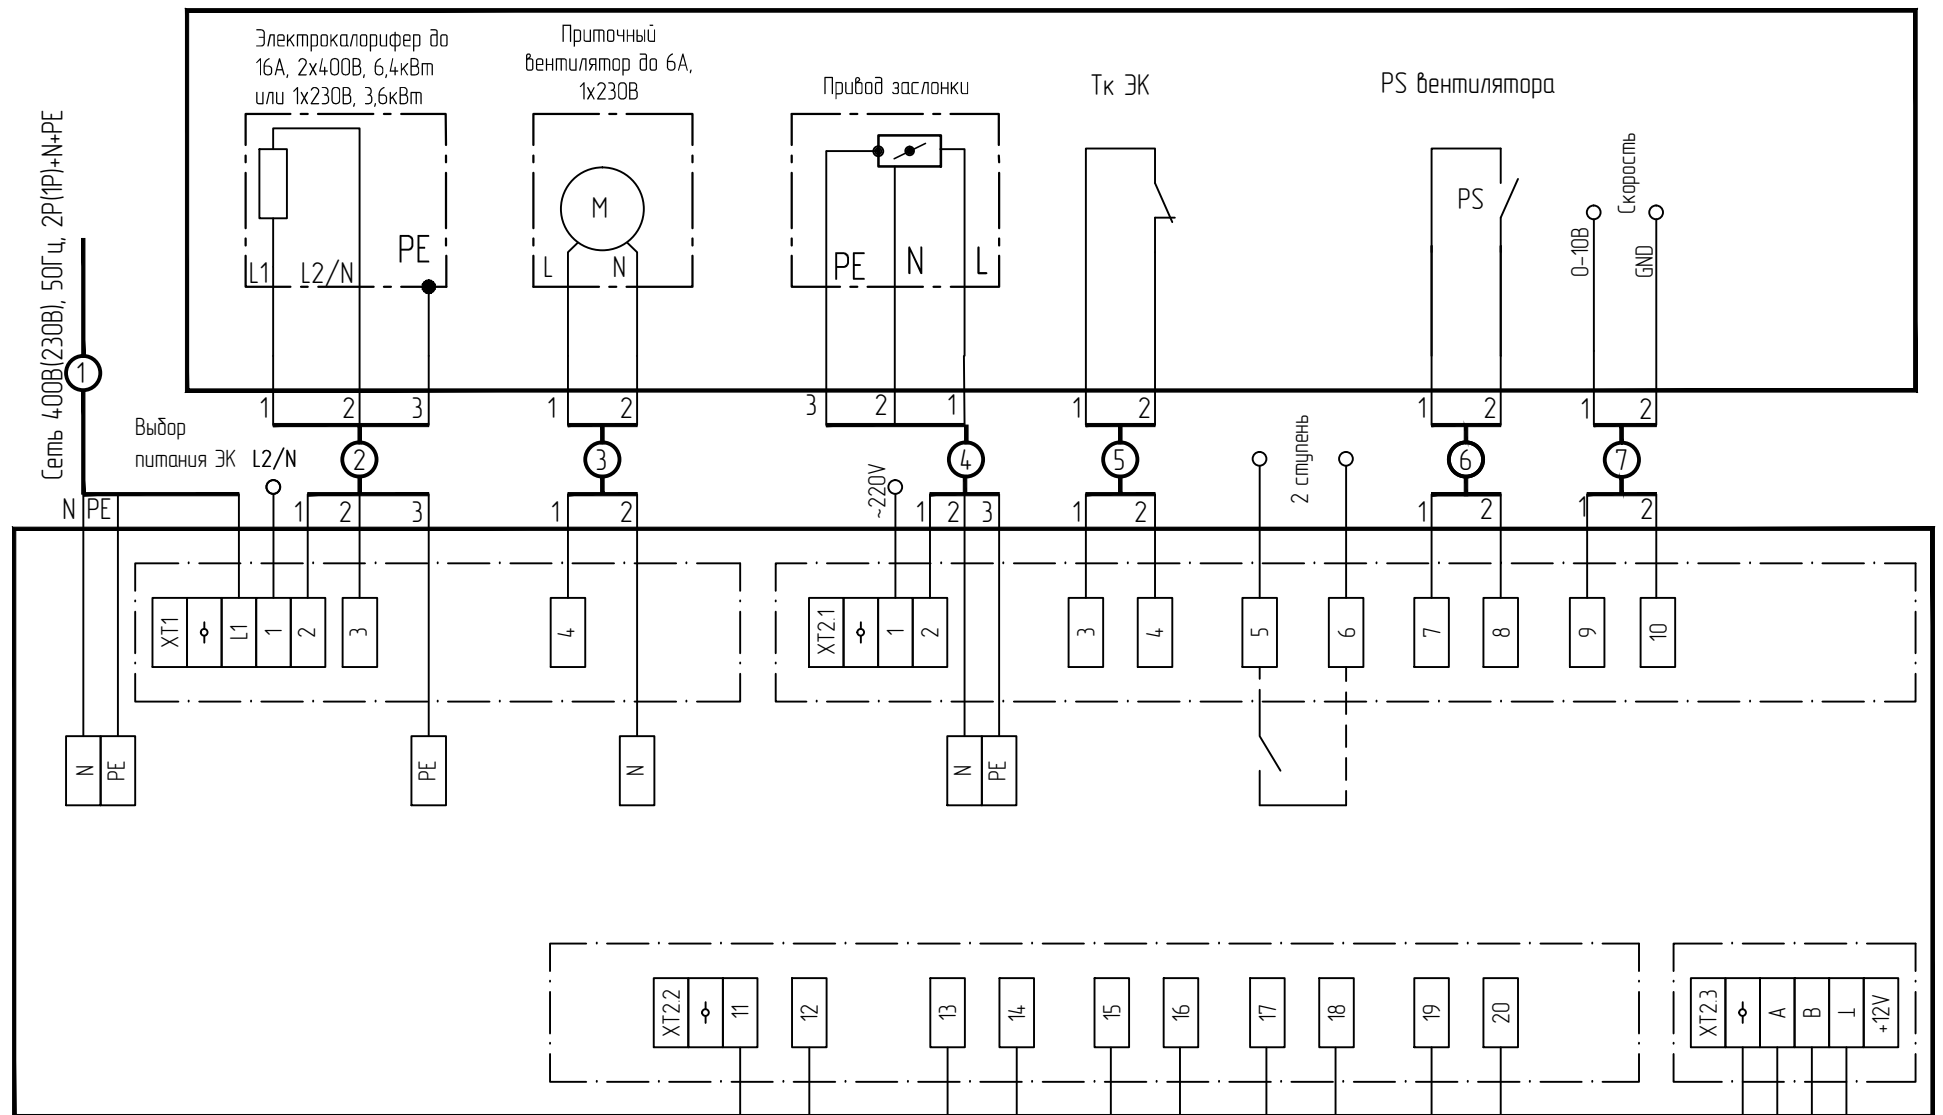 Электрокалорифер до
16А, 2х400В, 6,4кВт
или 1х230В, 3,6кВт
Приточный
вентилятор до 6А,
1х230В
Привод заслонки
Тк ЭК
PS вентилятора
Сеть 400В(230В), 50Гц, 2Р(1Р)+N+PE
M
PS
Скорость
0-10В
GND
L1
L2/N
PE
L
N
PE
N
L
1
1
2
3
1
2
3
2
1
1
2
1
2
1
2
Выбор
питания ЭК
L2/N
2
3
4
5
2 ступень
6
7
~220V
N
PE
1
2
3
1
2
1
2
3
1
2
1
2
1
2
XT1
L1
1
2
3
4
XT2.1
1
2
3
4
5
6
7
8
9
10
N
PE
PE
N
N
PE
XT2.2
11
12
13
14
15
16
17
18
19
20
XT2.3
A
B
⊥
+12V